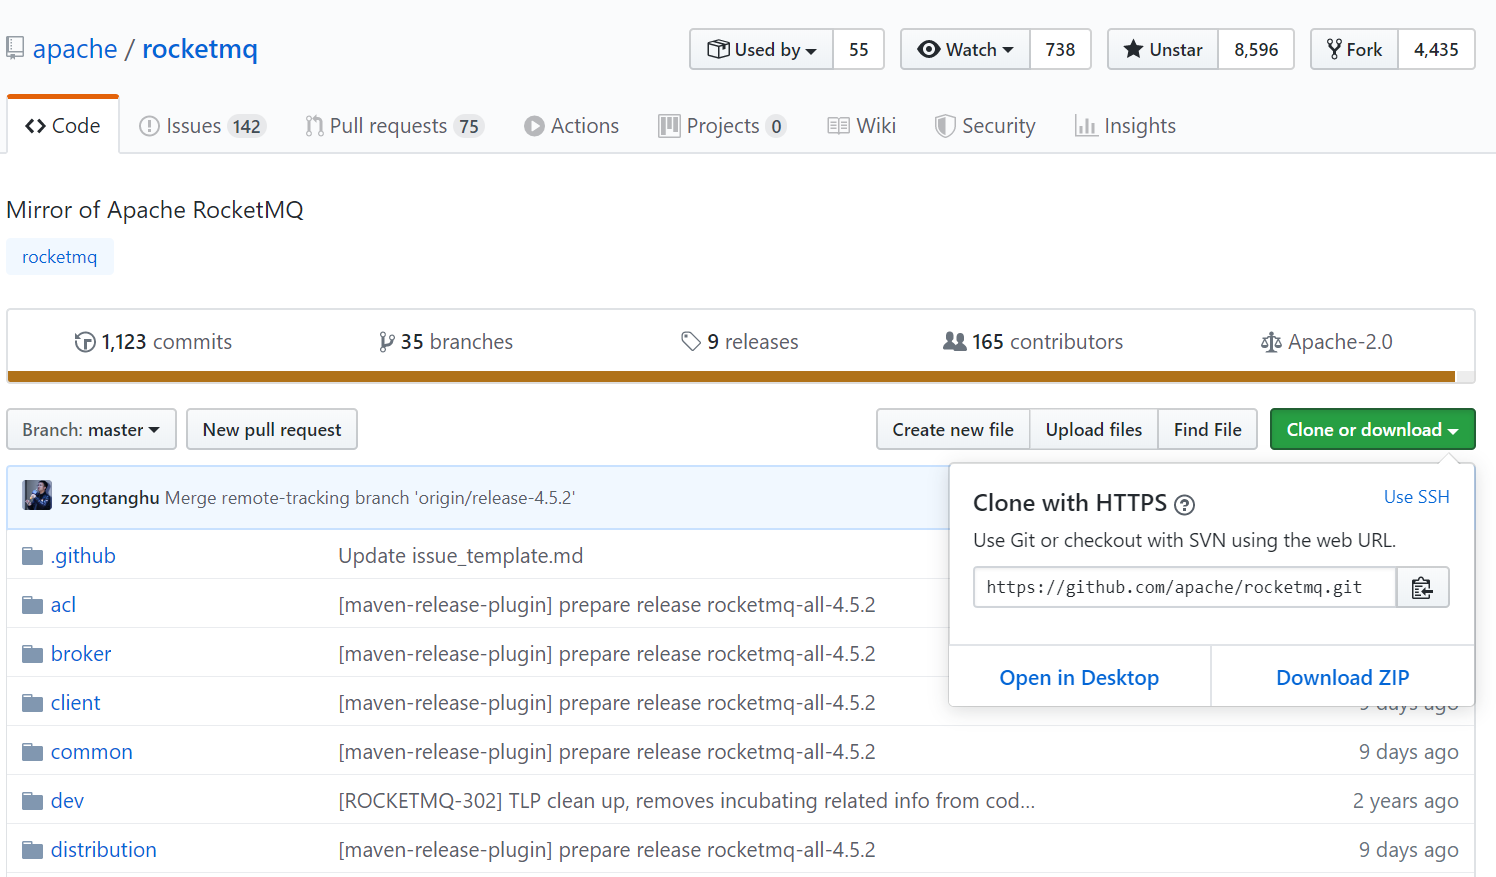 apache / rocketmq
Used by 55 Watch 738 Unstar 8,596 Fork 4,435
Code Issues 142 Pull requests 75 Actions Projects 0 Wiki Security Insights
Mirror of Apache RocketMQ
rocketmq
1,123 commits 35 branches 9 releases 165 contributors Apache-2.0
Branch: master New pull request Create new file Upload files Find File Clone or download
zongtanghu Merge remote-tracking branch 'origin/release-4.5.2'
Clone with HTTPS ? Use SSH
Use Git or checkout with SVN using the web URL.
https://github.com/apache/rocketmq.git
Open in Desktop Download ZIP
.github Update issue_template.md
acl [maven-release-plugin] prepare release rocketmq-all-4.5.2
broker [maven-release-plugin] prepare release rocketmq-all-4.5.2
client [maven-release-plugin] prepare release rocketmq-all-4.5.2 9 days ago
common [maven-release-plugin] prepare release rocketmq-all-4.5.2 9 days ago
dev [ROCKETMQ-302] TLP clean up, removes incubating related info from cod... 2 years ago
distribution [maven-release-plugin] prepare release rocketmq-all-4.5.2 9 days ago